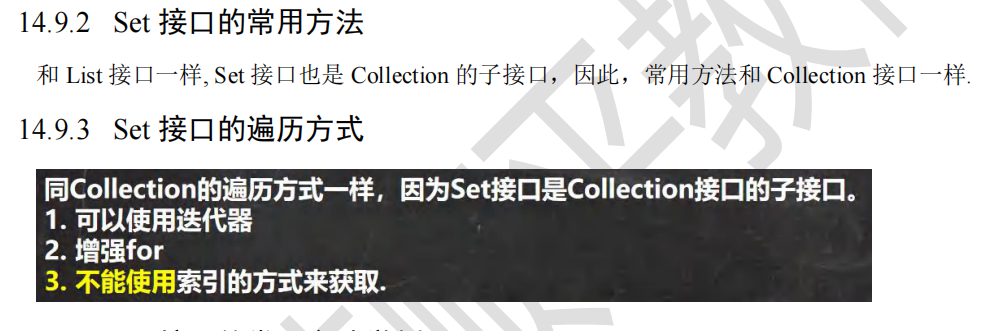 14.9.2 Set 接口的常用方法
和 List 接口一样, Set 接口也是 Collection 的子接口，因此，常用方法和 Collection 接口一样.
14.9.3 Set 接口的遍历方式
同Collection的遍历方式一样，因为Set接口是Collection接口的子接口。
1. 可以使用迭代器
2. 增强for
3. 不能使用索引的方式来获取.